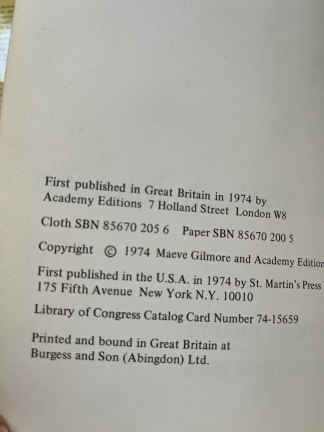 First published in Great Britain in 1974 by
Academy Editions 7 Holland Street London W8
Cloth SBN 85670 205 6 Paper SBN 85670 200 5
Copyright © 1974 Maeve Gilmore and Academy Edition
First published in the U.S.A. in 1974 by St. Martin's Press
175 Fifth Avenue New York N.Y. 10010
Library of Congress Catalog Card Number 74-15659
Printed and bound in Great Britain at
Burgess and Son (Abingdon) Ltd.